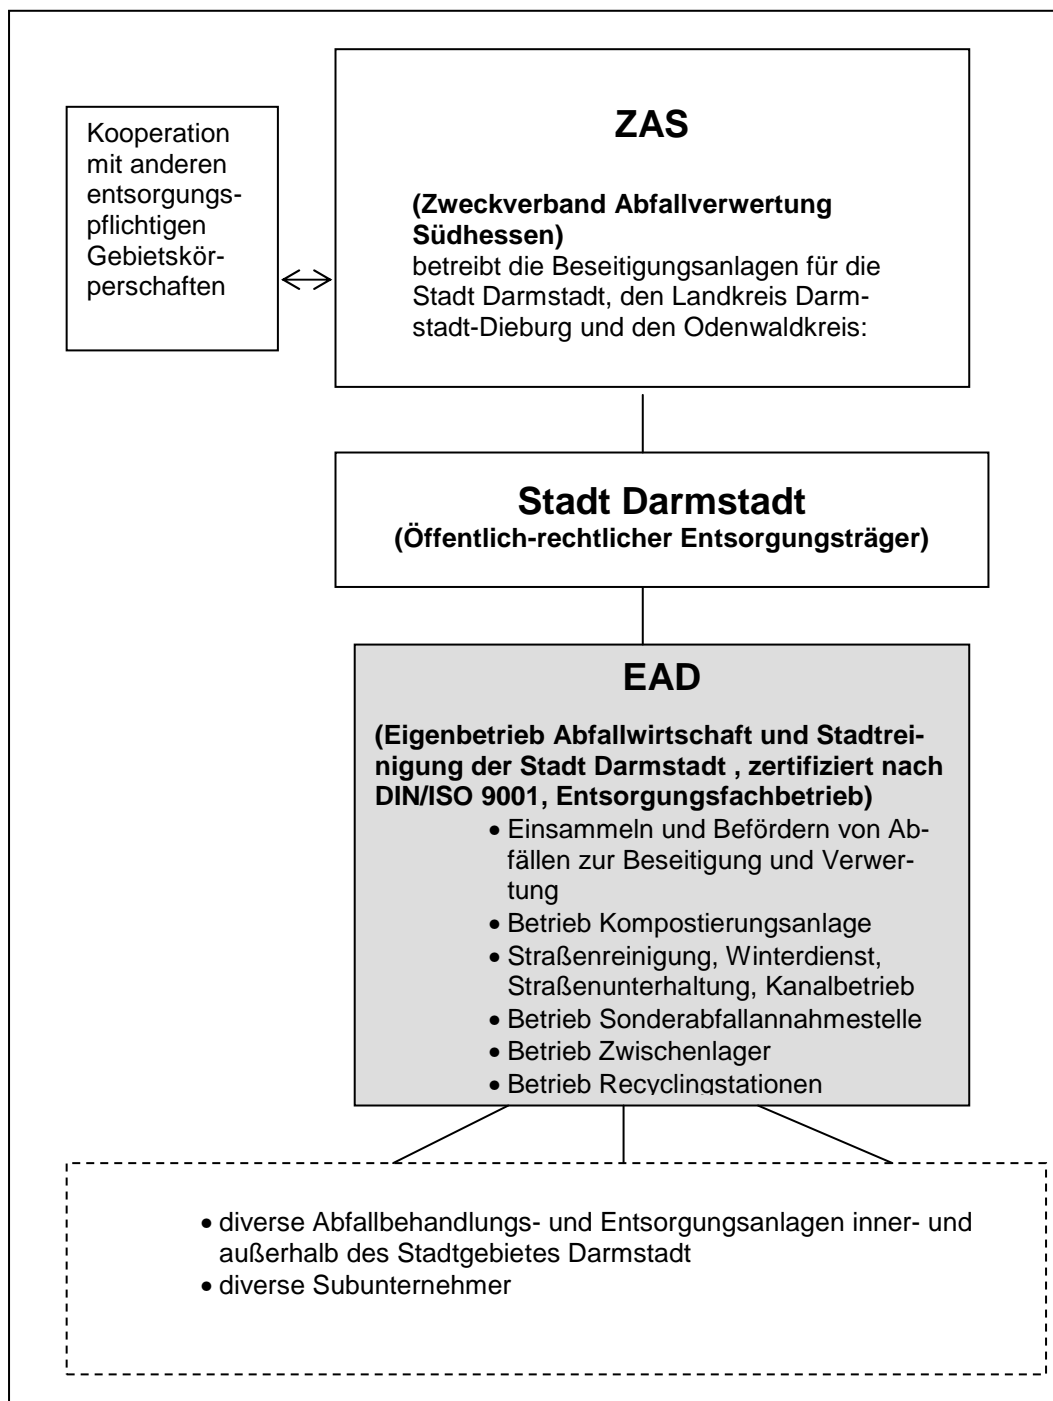 Kooperation
mit anderen
entsorgungs-
pflichtigen
Gebietskör-
perschaften
ZAS
(Zweckverband Abfallverwertung
Südhessen)
betreibt die Beseitigungsanlagen für die
Stadt Darmstadt, den Landkreis Darm-
stadt-Dieburg und den Odenwaldkreis:
Stadt Darmstadt
(Öffentlich-rechtlicher Entsorgungsträger)
EAD
(Eigenbetrieb Abfallwirtschaft und Stadtrei-
nigung der Stadt Darmstadt , zertifiziert nach
DIN/ISO 9001, Entsorgungsfachbetrieb)
• Einsammeln und Befördern von Ab-
fällen zur Beseitigung und Verwer-
tung
• Betrieb Kompostierungsanlage
• Straßenreinigung, Winterdienst,
Straßenunterhaltung, Kanalbetrieb
• Betrieb Sonderabfallannahmestelle
• Betrieb Zwischenlager
• Betrieb Recyclingstationen
• diverse Abfallbehandlungs- und Entsorgungsanlagen inner- und
außerhalb des Stadtgebietes Darmstadt
• diverse Subunternehmer